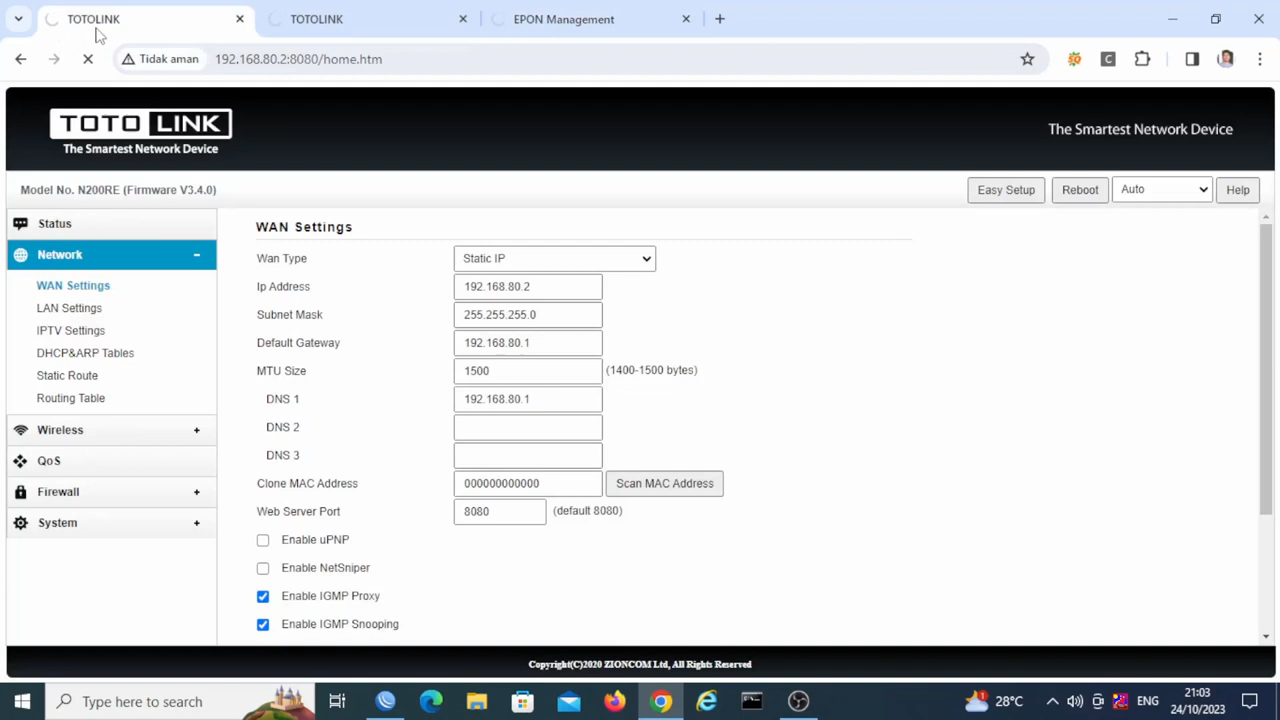 TOTOLINK
TOTOLINK
EPON Management
Tidak aman
192.168.80.2:8080/home.htm
TOTO LINK
The Smartest Network Device
The Smartest Network Device
Model No. N200RE (Firmware V3.4.0)
Easy Setup
Reboot
Auto
Help
Status
Network
WAN Settings
LAN Settings
IPTV Settings
DHCP&ARP Tables
Static Route
Routing Table
Wireless
QoS
Firewall
System
WAN Settings
Wan Type
Static IP
Ip Address
192.168.80.2
Subnet Mask
255.255.255.0
Default Gateway
192.168.80.1
MTU Size
1500
(1400-1500 bytes)
DNS 1
192.168.80.1
DNS 2
DNS 3
Clone MAC Address
000000000000
Scan MAC Address
Web Server Port
8080
(default 8080)
Enable uPNP
Enable NetSniper
Enable IGMP Proxy
Enable IGMP Snooping
Copyright(C)2020 ZIONCOM Ltd, All Rights Reserved
Type here to search
28°C
ENG
21:03
24/10/2023